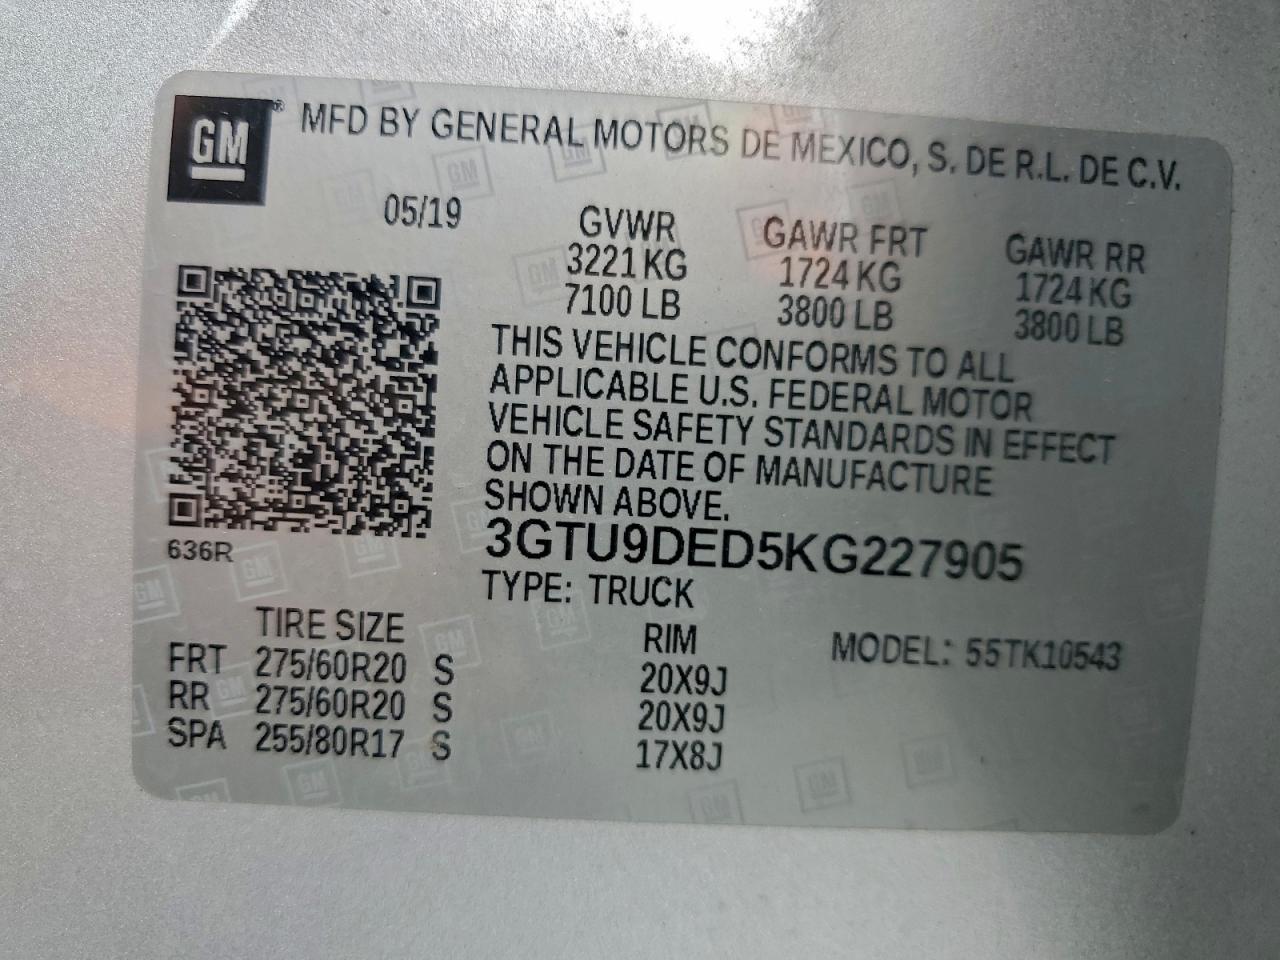 GM® MFD BY GENERAL MOTORS DE MEXICO, S. DE R.L. DE C.V.
05/19 GVWR GAWR FRT GAWR RR
3221 KG 1724 KG 1724 KG
7100 LB 3800 LB 3800 LB
THIS VEHICLE CONFORMS TO ALL
APPLICABLE U.S. FEDERAL MOTOR
VEHICLE SAFETY STANDARDS IN EFFECT
ON THE DATE OF MANUFACTURE
SHOWN ABOVE.
636R
3GTU9DED5KG227905
TYPE: TRUCK
TIRE SIZE RIM MODEL: 55TK10543
FRT 275/60R20 S 20X9J
RR 275/60R20 S 20X9J
SPA 255/80R17 S 17X8J